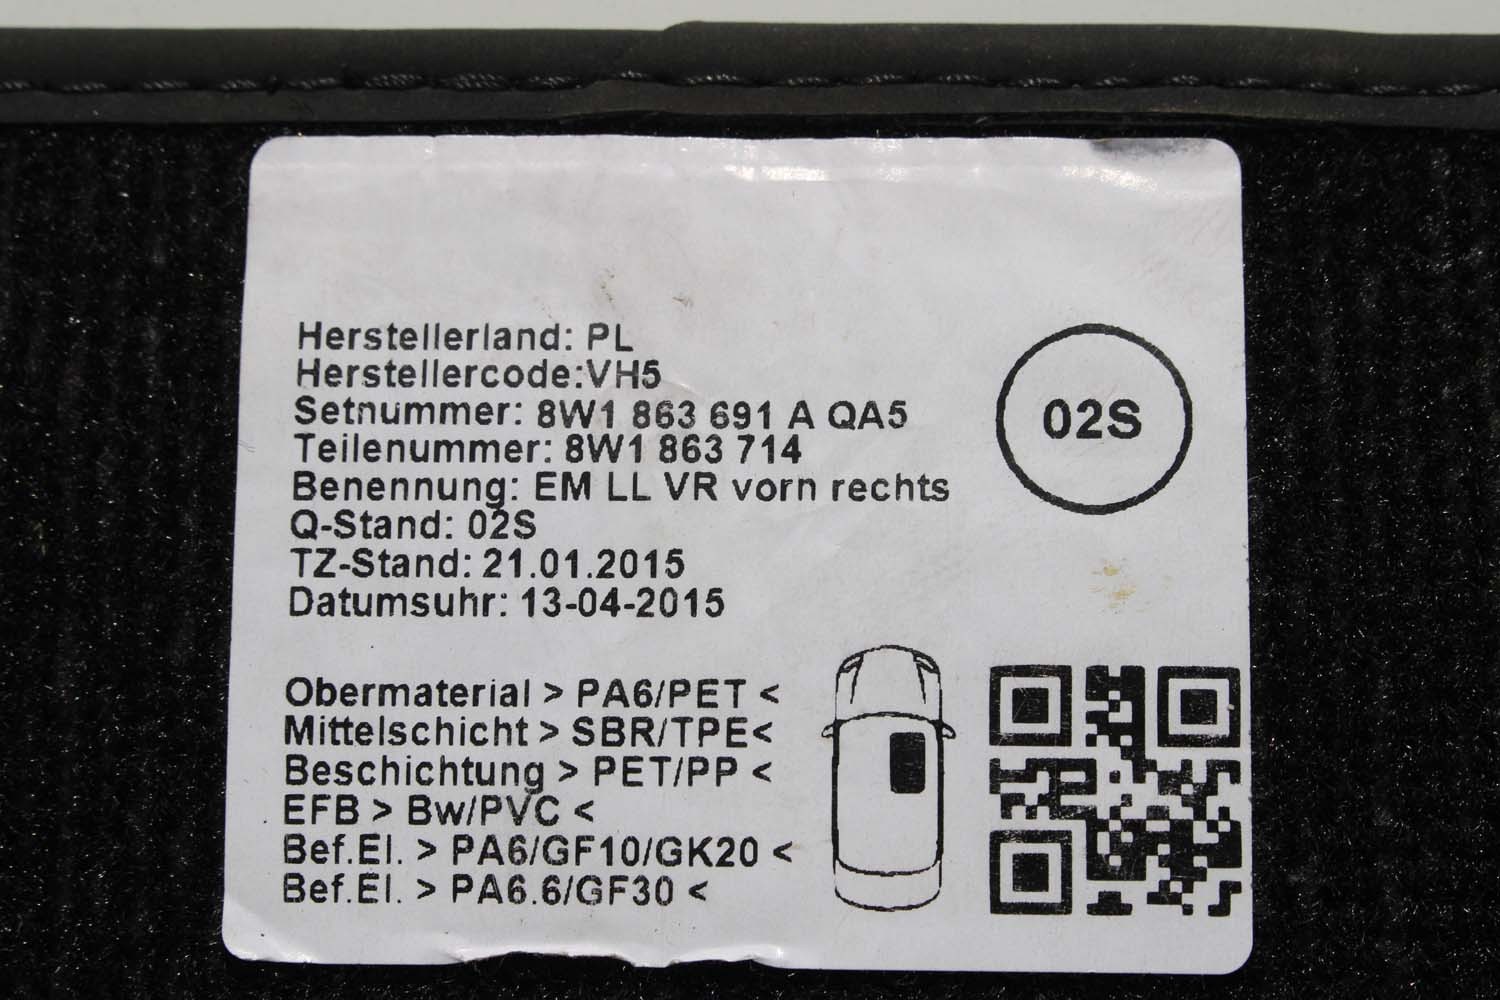 Herstellerland: PL
Herstellercode:VH5
Setnummer: 8W1 863 691 A QA5
Teilenummer: 8W1 863 714
Benennung: EM LL VR vorn rechts
Q-Stand: 02S
TZ-Stand: 21.01.2015
Datumsuhr: 13-04-2015
02S
Obermaterial > PA6/PET <
Mittelschicht > SBR/TPE<
Beschichtung > PET/PP <
EFB > Bw/PVC <
Bef.El. > PA6/GF10/GK20 <
Bef.El. > PA6.6/GF30 <